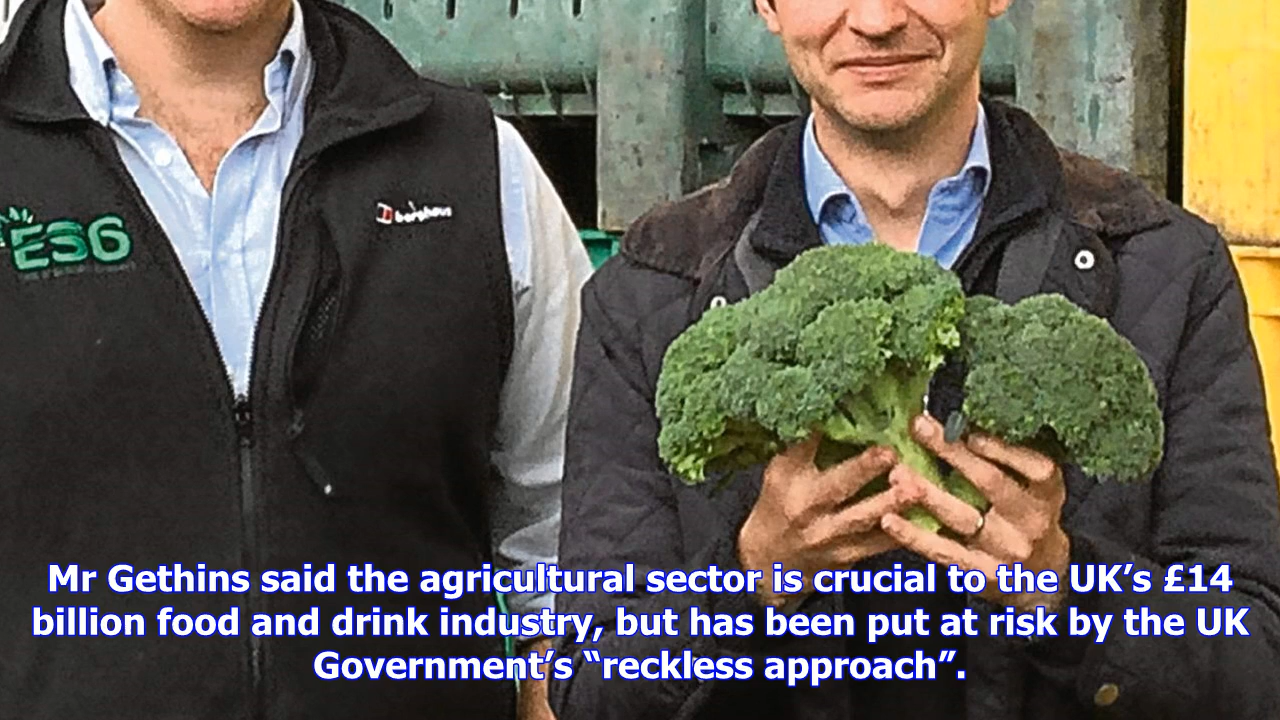 ES6
berghaus
Mr Gethins said the agricultural sector is crucial to the UK’s £14
billion food and drink industry, but has been put at risk by the UK
Government’s “reckless approach”.